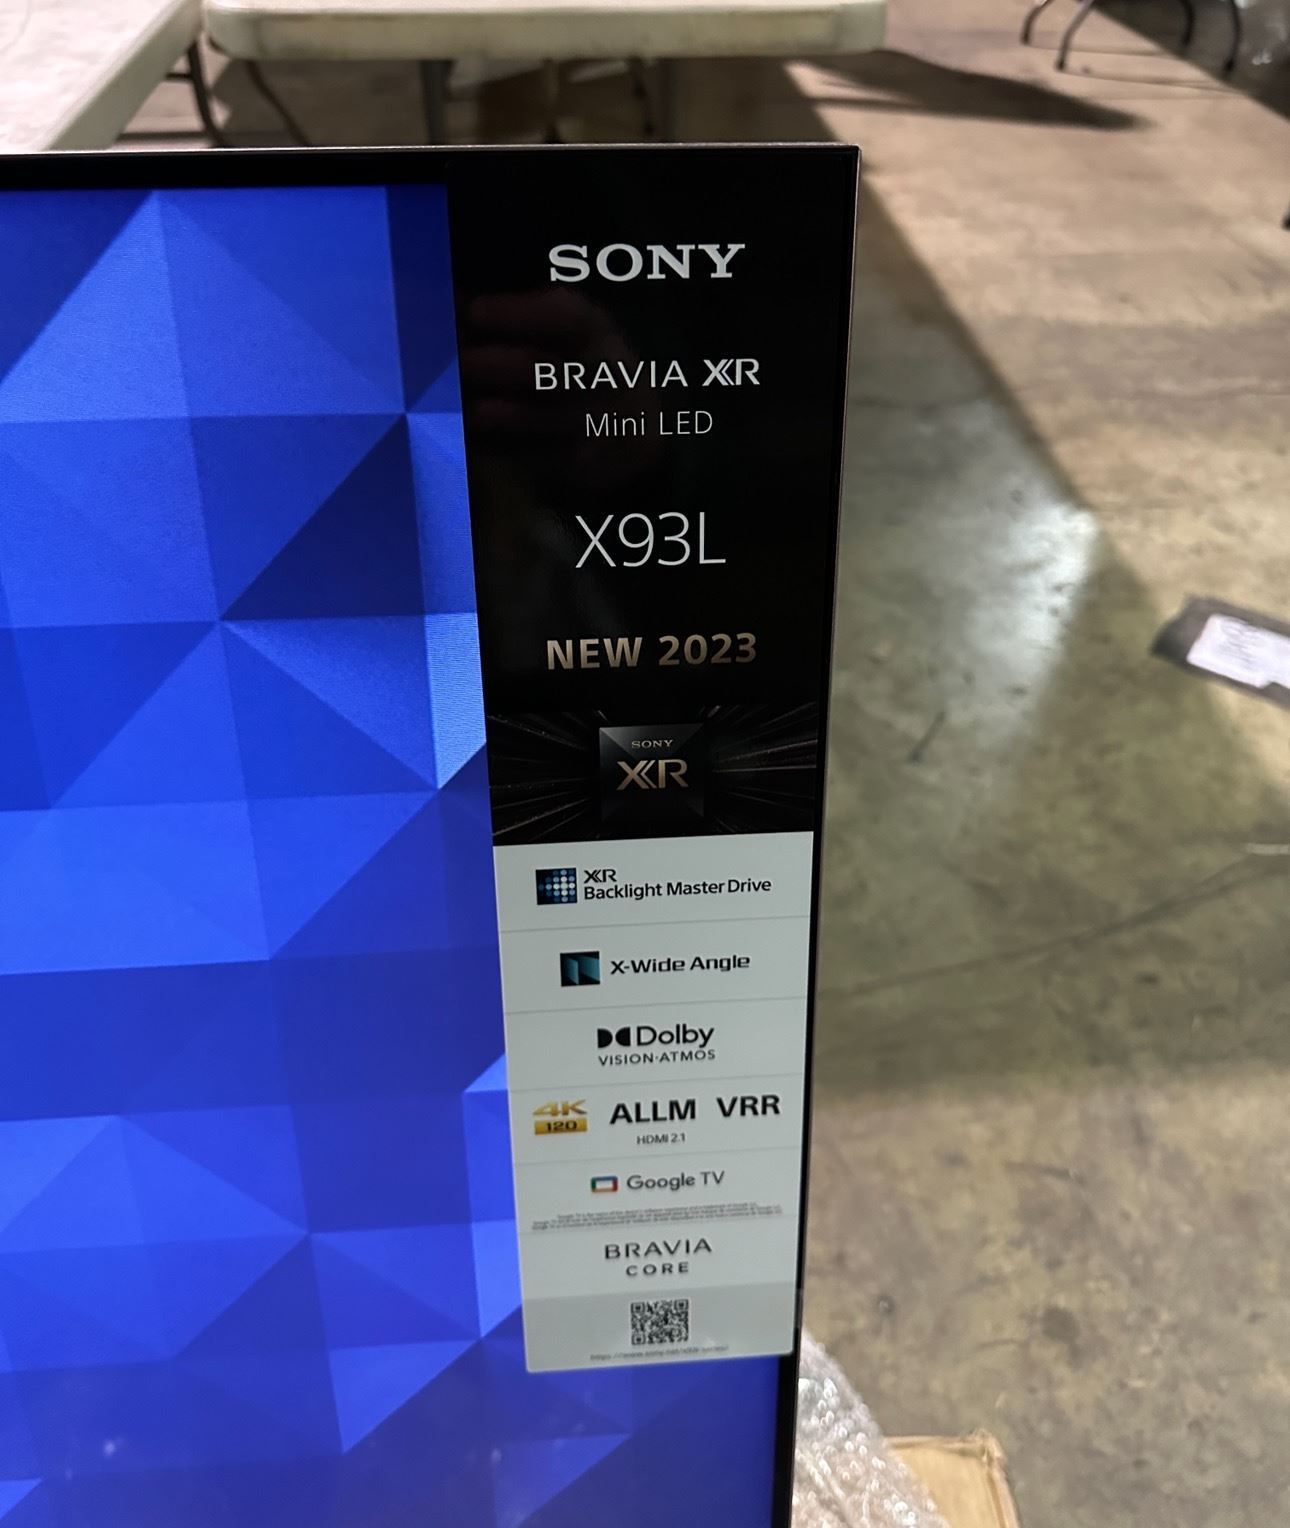 SONY
BRAVIA XR
Mini LED
X93L
NEW 2023
SONY
XR
XR
Backlight Master Drive
X-Wide Angle
Dolby
VISION·ATMOS
4K ALLM VRR
120
HDMI 2.1
Google TV
BRAVIA
CORE